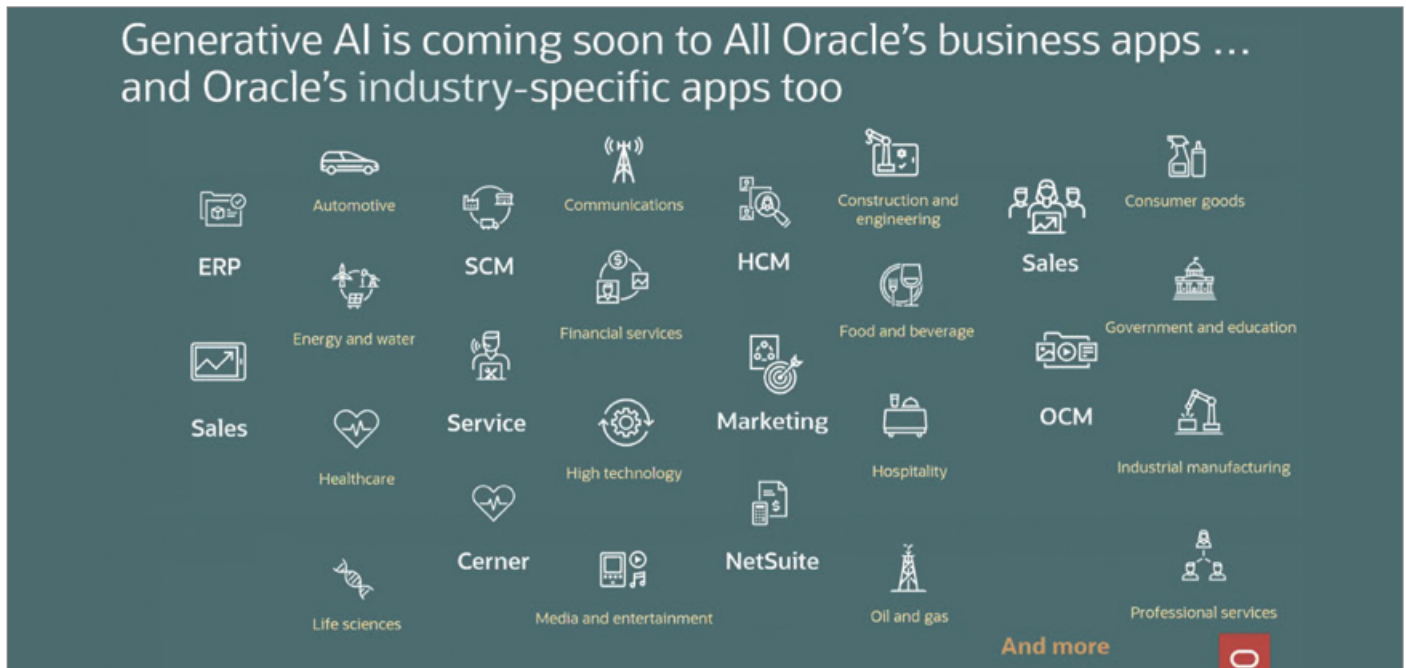 Generative AI is coming soon to All Oracle's business apps ...
and Oracle's industry-specific apps too
Automotive
Communications
Construction and
engineering
Consumer goods
ERP
SCM
HCM
Sales
Energy and water
Financial services
Food and beverage
Government and education
Sales
Service
Marketing
OCM
Healthcare
High technology
Hospitality
Industrial manufacturing
Cerner
NetSuite
Life sciences
Media and entertainment
Oil and gas
Professional services
And more